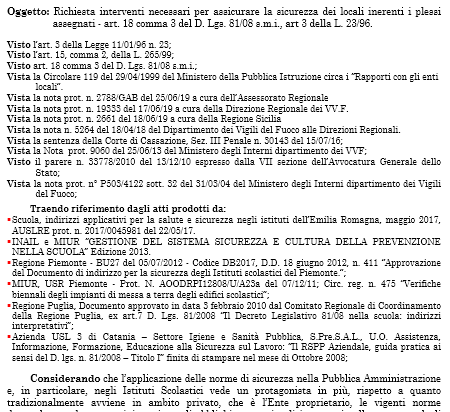 Oggetto: Richiesta interventi necessari per assicurare la sicurezza dei locali inerenti i plessi
assegnati - art. 18 comma 3 del D. Lgs. 81/08 s.m.i., art 3 della L. 23/96.
Visto l'art. 3 della Legge 11/01/96 n. 23;
Visto l'art. 15, comma 2, della L. 265/99;
Visto art. 18 comma 3 del D. Lgs. 81/08 s.m.i.;
Vista la Circolare 119 del 29/04/1999 del Ministero della Pubblica Istruzione circa i "Rapporti con gli enti
locali".
Vista la nota prot. n. 2788/GAB del 25/06/19 a cura dell'Assessorato Regionale
Vista la nota prot. n. 19333 del 17/06/19 a cura della Direzione Regionale dei VV.F.
Vista la nota prot. n. 2661 del 18/06/19 a cura della Regione Sicilia
Vista la nota n. 5264 del 18/04/18 del Dipartimento dei Vigili del Fuoco alle Direzioni Regionali.
Vista la sentenza della Corte di Cassazione, Sez. III Penale n. 30143 del 15/07/16;
Vista la Nota prot. 9060 del 25/06/13 del Ministero degli Interni dipartimento dei VVF;
Visto il parere n. 33778/2010 del 13/12/10 espresso dalla VII sezione dell'Avvocatura Generale dello
Stato;
Vista la nota prot. n° P503/4122 sott. 32 del 31/03/04 del Ministero degli Interni dipartimento dei Vigili
del Fuoco;
Traendo riferimento dagli atti prodotti da:
▪Scuola, indirizzi applicativi per la salute e sicurezza negli istituti dell'Emilia Romagna, maggio 2017,
AUSLRE prot. n. 2017/0045981 del 22/05/17.
▪INAIL e MIUR "GESTIONE DEL SISTEMA SICUREZZA E CULTURA DELLA PREVENZIONE
NELLA SCUOLA" Edizione 2013.
▪Regione Piemonte - BU27 del 05/07/2012 - Codice DB2017, D.D. 18 giugno 2012, n. 411 "Approvazione
del Documento di indirizzo per la sicurezza degli Istituti scolastici del Piemonte.";
▪MIUR, USR Piemonte - Prot. N. AOODRPI12808/U/A23a del 07/12/11; Circ. reg. n. 475 "Verifiche
biennali degli impianti di messa a terra degli edifici scolastici";
▪Regione Puglia, Documento approvato in data 3 febbraio 2010 dal Comitato Regionale di Coordinamento
della Regione Puglia, ex art.7 D. Lgs. 81/2008 "Il Decreto Legislativo 81/08 nella scuola: indirizzi
interpretativi";
▪Azienda USL 3 di Catania – Settore Igiene e Sanità Pubblica, S.Pre.S.A.L., U.O. Assistenza,
Informazione, Formazione, Educazione alla Sicurezza sul Lavoro: "Il RSPP Aziendale, guida pratica ai
sensi del D. lgs. n. 81/2008 – Titolo I" finita di stampare nel mese di Ottobre 2008;
Considerando che l'applicazione delle norme di sicurezza nella Pubblica Amministrazione
e, in particolare, negli Istituti Scolastici vede un protagonista in più, rispetto a quanto
tradizionalmente avviene in ambito privato, che è l'Ente proprietario, le vigenti norme